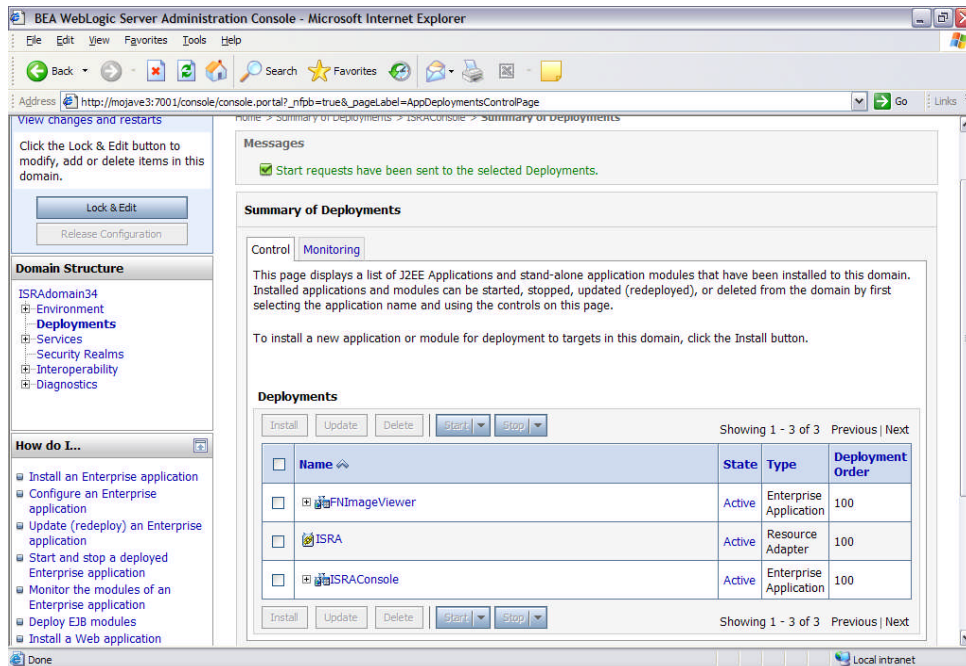 BEA WebLogic Server Administration Console - Microsoft Internet Explorer
File Edit View Favorites Tools Help
Back Search Favorites
Address http://mojave3:7001/console/console.portal?_nfpb=true&_pageLabel=AppDeploymentsControlPage Go Links
View changes and restarts
Click the Lock & Edit button to
modify, add or delete items in this
domain.
Lock & Edit
Release Configuration
Domain Structure
ISRAdomain34
Environment
Deployments
Services
Security Realms
Interoperability
Diagnostics
How do I...
Install an Enterprise application
Configure an Enterprise
application
Update (redeploy) an Enterprise
application
Start and stop a deployed
Enterprise application
Monitor the modules of an
Enterprise application
Deploy EJB modules
Install a Web application
Home > Summary of Deployments > ISRAConsole > Summary of Deployments
Messages
Start requests have been sent to the selected Deployments.
Summary of Deployments
Control Monitoring
This page displays a list of J2EE Applications and stand-alone application modules that have been installed to this domain.
Installed applications and modules can be started, stopped, updated (redeployed), or deleted from the domain by first
selecting the application name and using the controls on this page.
To install a new application or module for deployment to targets in this domain, click the Install button.
Deployments
Install Update Delete Start Stop Showing 1 - 3 of 3 Previous | Next
Name State Type Deployment
Order
FNImageViewer Active Enterprise
Application 100
ISRA Active Resource
Adapter 100
ISRAConsole Active Enterprise
Application 100
Install Update Delete Start Stop Showing 1 - 3 of 3 Previous | Next
Done Local intranet